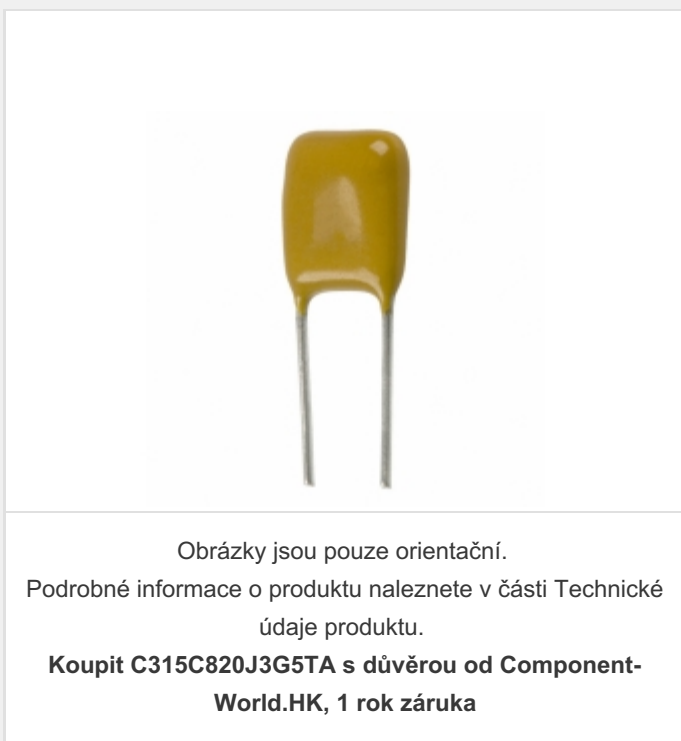 Obrázky jsou pouze orientační.
Podrobné informace o produktu naleznete v části Technické
údaje produktu.
Koupit C315C820J3G5TA s důvěrou od Component-
World.HK, 1 rok záruka